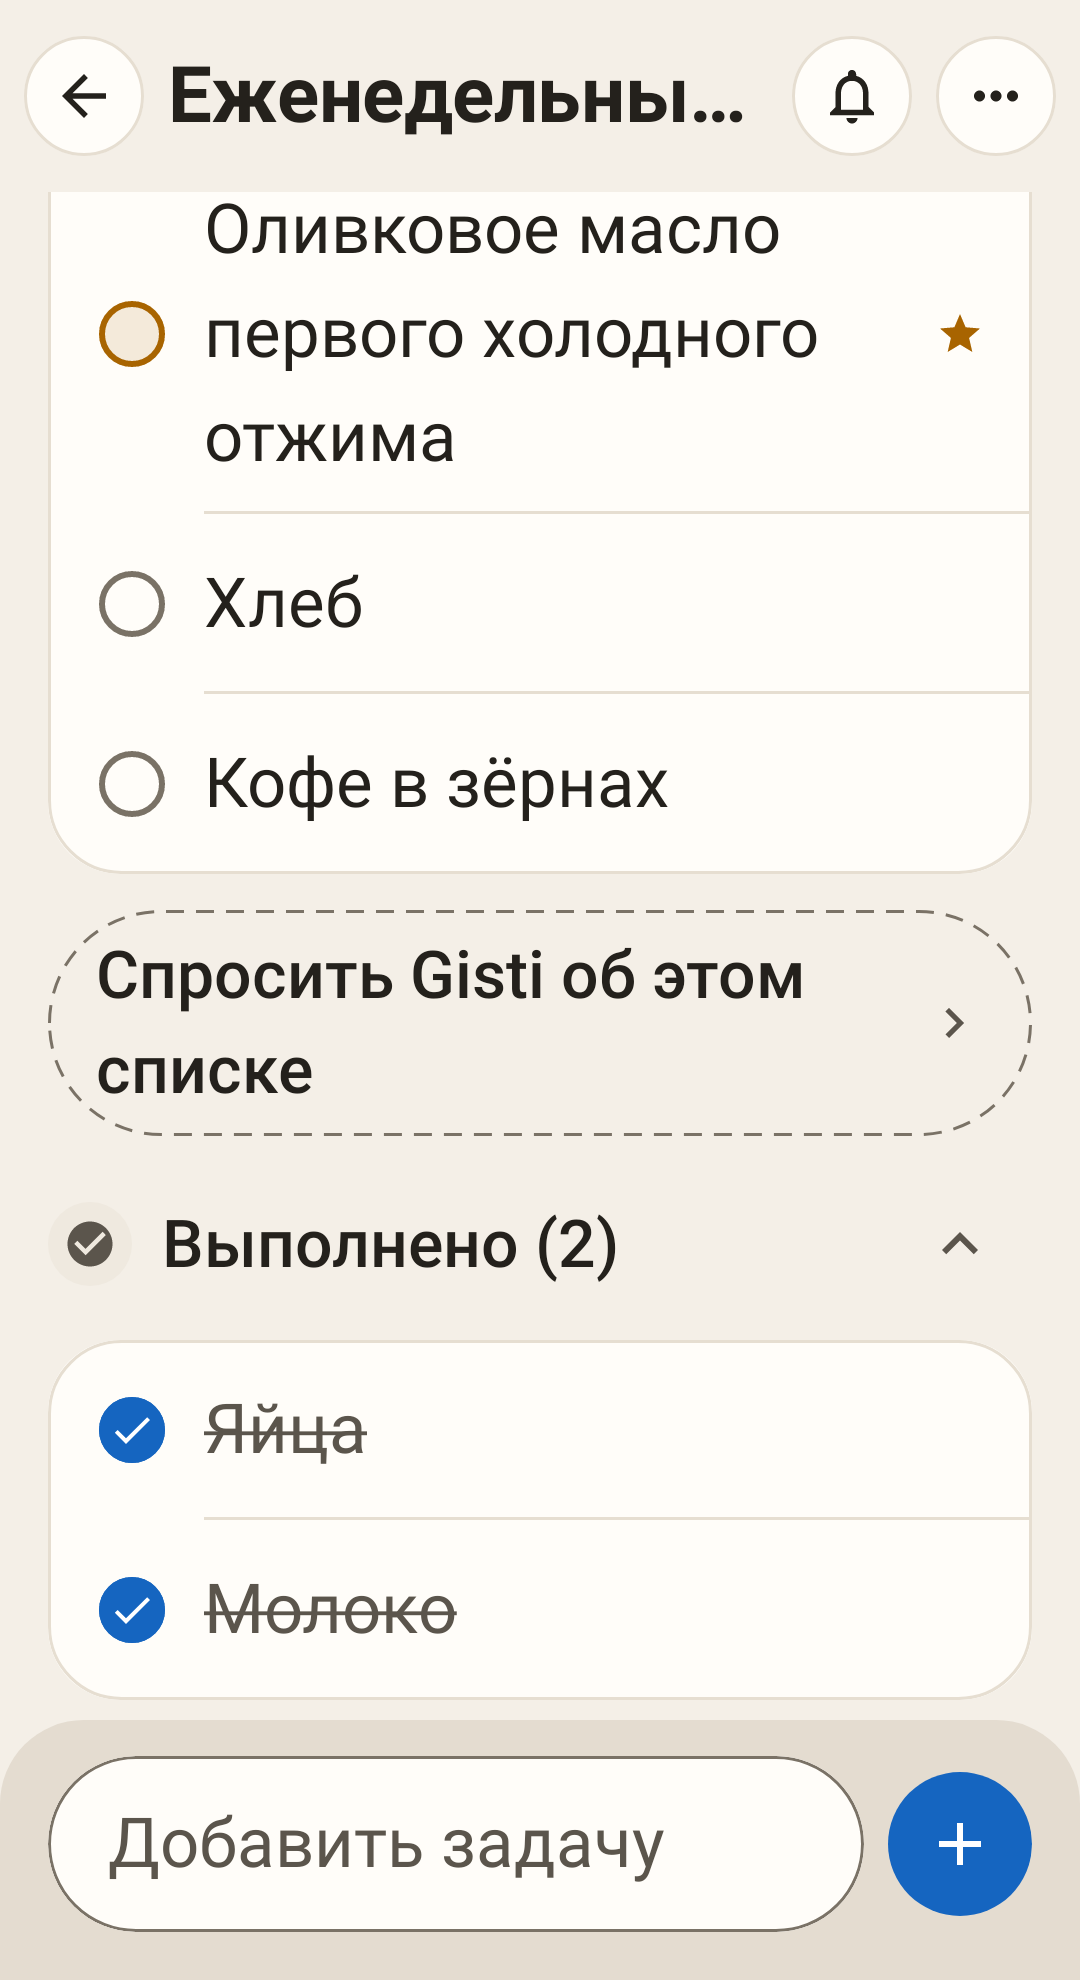 Еженедельны...
Оливковое масло
первого холодного
отжима
Хлеб
Кофе в зёрнах
Спросить Gisti об этом
списке
Выполнено (2)
Яйца
Молоко
Добавить задачу